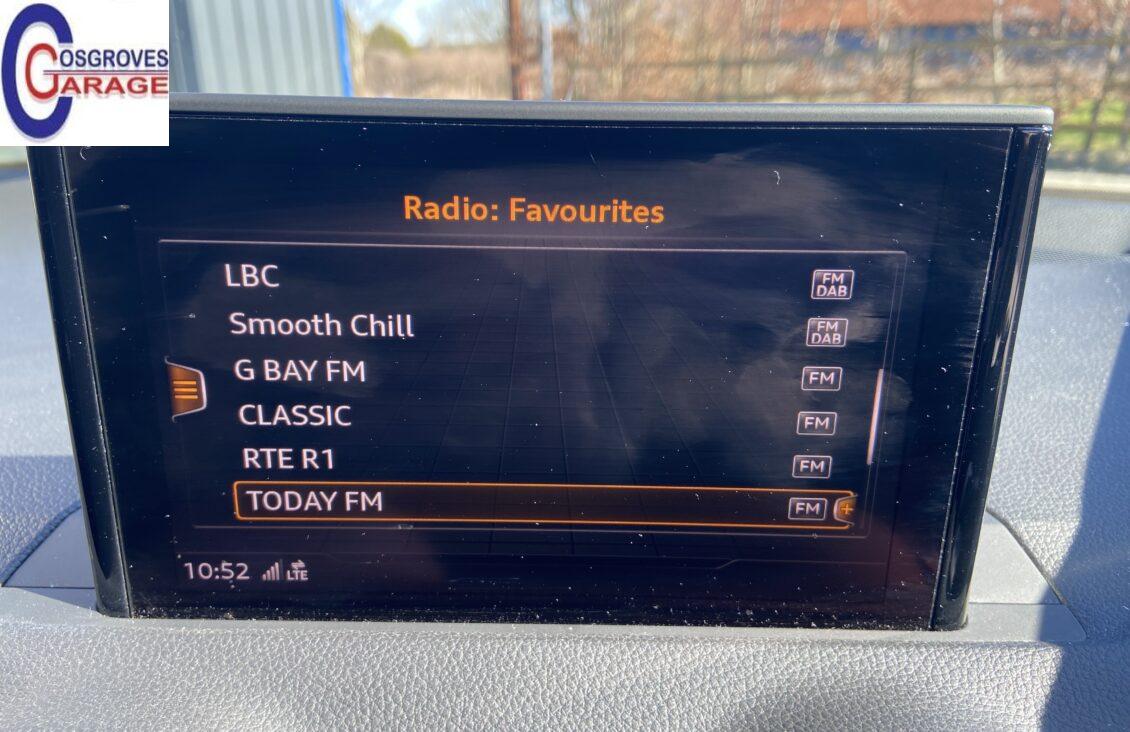 COSGROVES
GARAGE
Radio: Favourites
LBC FM DAB
Smooth Chill FM DAB
G BAY FM FM
CLASSIC FM
RTE R1 FM
TODAY FM FM +
10:52 LTE